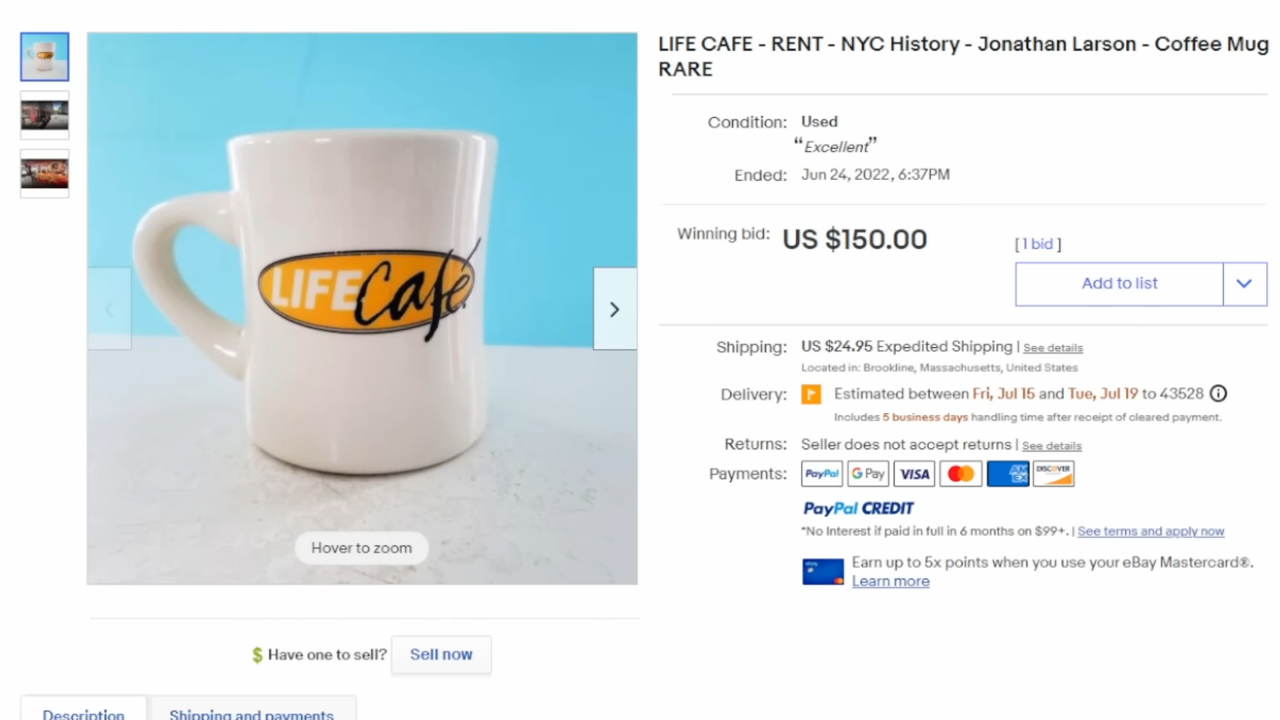 LIFE CAFE - RENT - NYC History - Jonathan Larson - Coffee Mug
RARE
Condition: Used
“Excellent”
Ended: Jun 24, 2022, 6:37PM
Winning bid: US $150.00 [ 1 bid ]
Add to list
LIFE Café
Shipping: US $24.95 Expedited Shipping | See details
Located in: Brookline, Massachusetts, United States
Delivery: Estimated between Fri, Jul 15 and Tue, Jul 19 to 43528
Includes 5 business days handling time after receipt of cleared payment.
Returns: Seller does not accept returns | See details
Payments: PayPal G Pay VISA AMEX DISCOVER
PayPal CREDIT
*No Interest if paid in full in 6 months on $99+. | See terms and apply now
Earn up to 5x points when you use your eBay Mastercard®.
Learn more
Hover to zoom
$ Have one to sell? Sell now
Description Shipping and payments